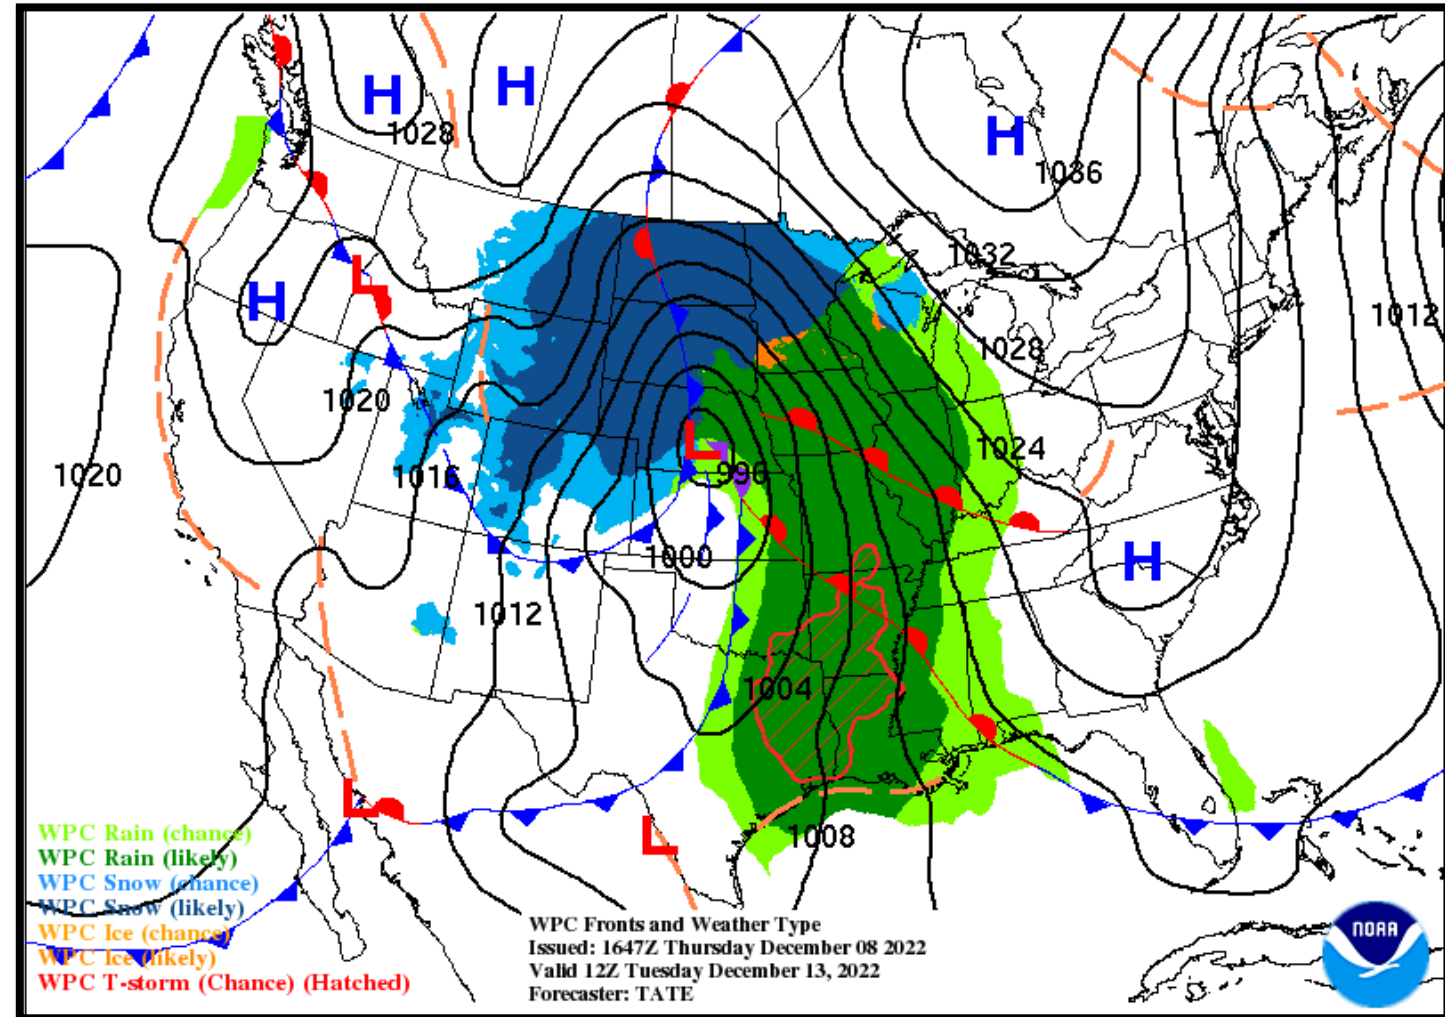 H
H
H
1028
1036
1032
L
H
1012
1028
1020
L
1024
1020
1016
996
1000
H
1012
1004
L
L
1008
WPC Rain (chance)
WPC Rain (likely)
WPC Snow (chance)
WPC Snow (likely)
WPC Ice (chance)
WPC Ice (likely)
WPC T-storm (Chance) (Hatched)
WPC Fronts and Weather Type
Issued: 1647Z Thursday December 08 2022
Valid 12Z Tuesday December 13, 2022
Forecaster: TATE
NOAA